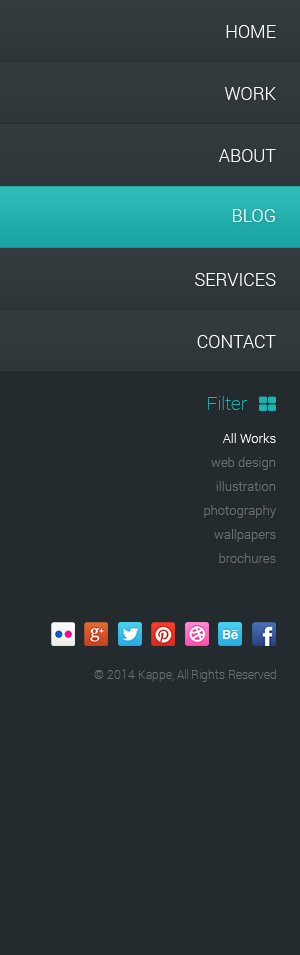 HOME
WORK
ABOUT
BLOG
SERVICES
CONTACT
Filter
All Works
web design
illustration
photography
wallpapers
brochures
g+ Bē f
© 2014 Kappe, All Rights Reserved